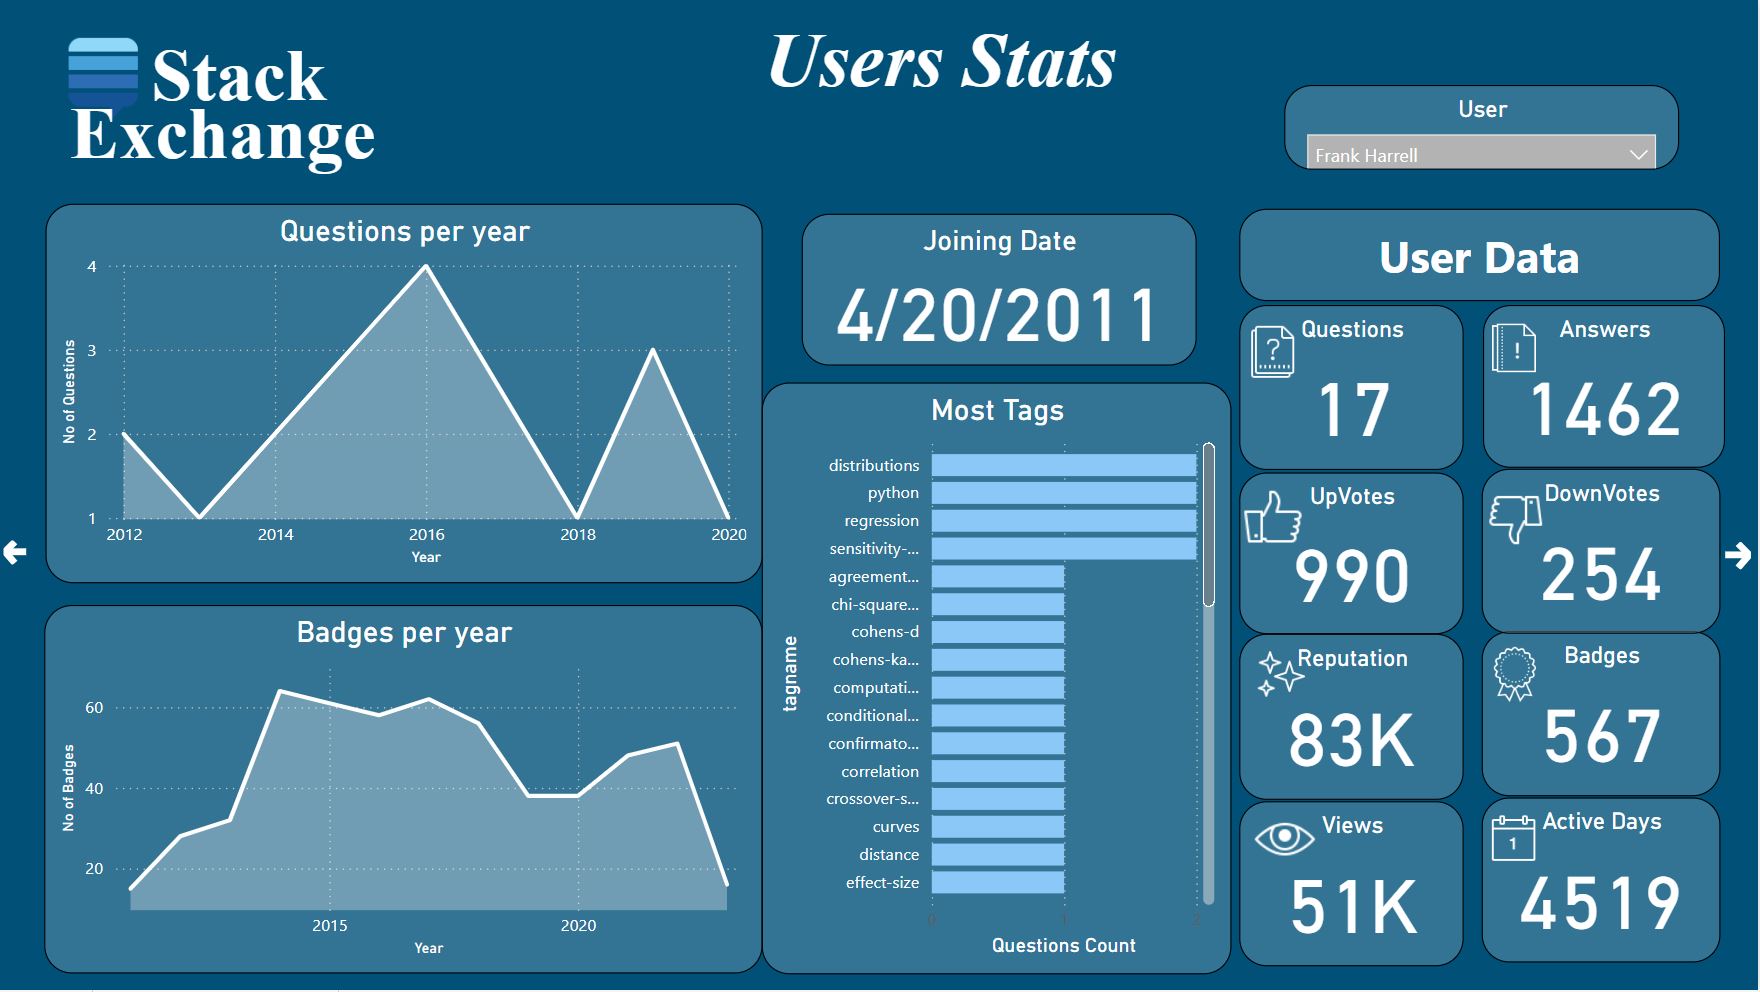 Stack
Exchange
Users Stats
User
Frank Harrell
Questions per year
No of Questions
4
3
2
1
2012 2014 2016 2018 2020
Year
Badges per year
No of Badges
60
40
20
2015 2020
Year
Joining Date
4/20/2011
Most Tags
tagname
distributions
python
regression
sensitivity-...
agreement...
chi-square...
cohens-d
cohens-ka...
computati...
conditional...
confirmato...
correlation
crossover-s...
curves
distance
effect-size
0 1 2
Questions Count
User Data
Questions
?
17
Answers
!
1462
UpVotes
990
DownVotes
254
Reputation
83K
Badges
567
Views
51K
Active Days
1
4519